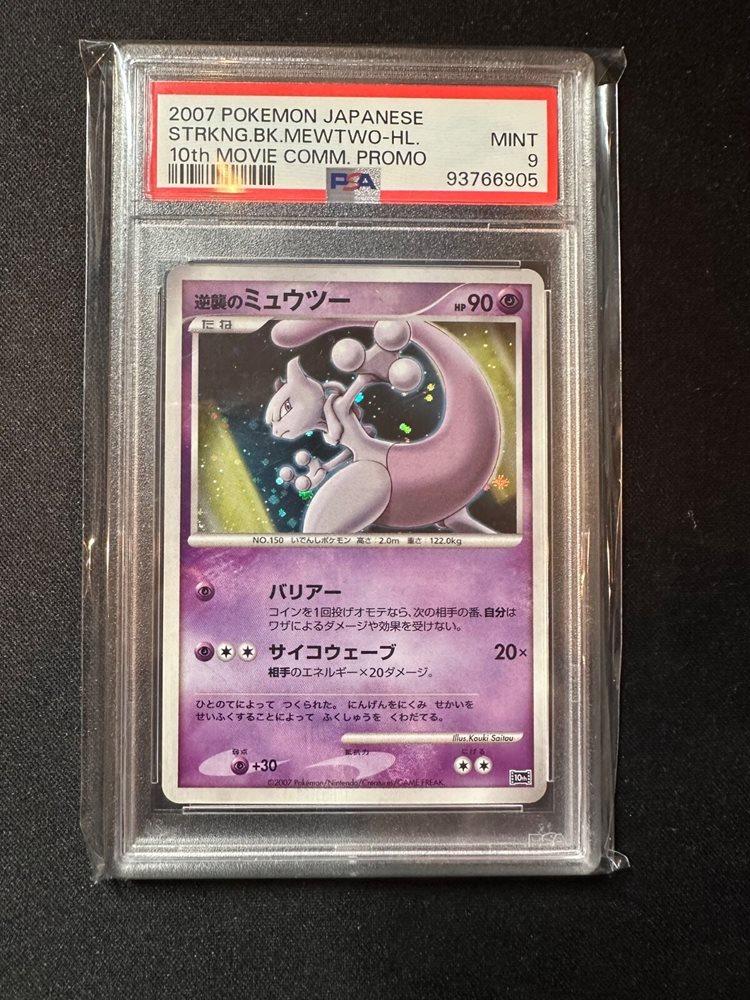 2007 POKEMON JAPANESE
STRKNG.BK.MEWTWO-HL. MINT
10th MOVIE COMM. PROMO 9
PSA 93766905
逆襲のミュウツー HP90
たね
NO.150 いでんしポケモン 高さ:2.0m 重さ:122.0kg
バリアー
コインを1回投げオモテなら、次の相手の番、自分は
ワザによるダメージや効果を受けない。
サイコウェーブ 20×
相手のエネルギー×20ダメージ。
ひとのてによって つくられた。 にんげんをにくみ せかいを
せいふくすることによって ふくしゅうを くわだてる。
Illus.Kouki Saitou
弱点 抵抗力 にげる
+30
©2007 Pokémon/Nintendo/Creatures/GAME FREAK. 10th
PSA